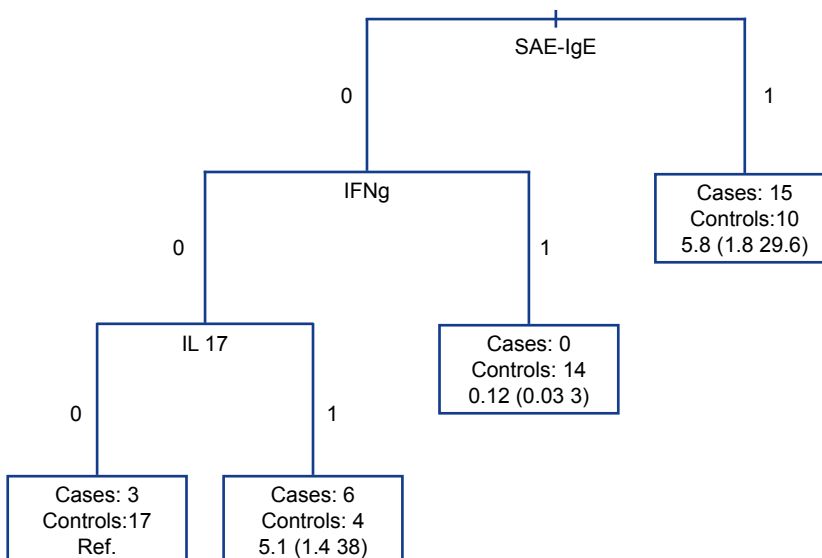 SAE-IgE
0
1
IFNg
Cases: 15
Controls:10
5.8 (1.8 29.6)
0
1
IL 17
Cases: 0
Controls: 14
0.12 (0.03 3)
0
1
Cases: 3
Controls:17
Ref.
Cases: 6
Controls: 4
5.1 (1.4 38)